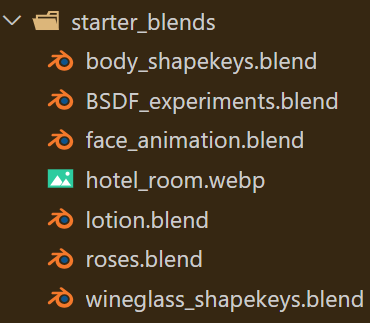 starter_blends
body_shapekeys.blend
BSDF_experiments.blend
face_animation.blend
hotel_room.webp
lotion.blend
roses.blend
wineglass_shapekeys.blend